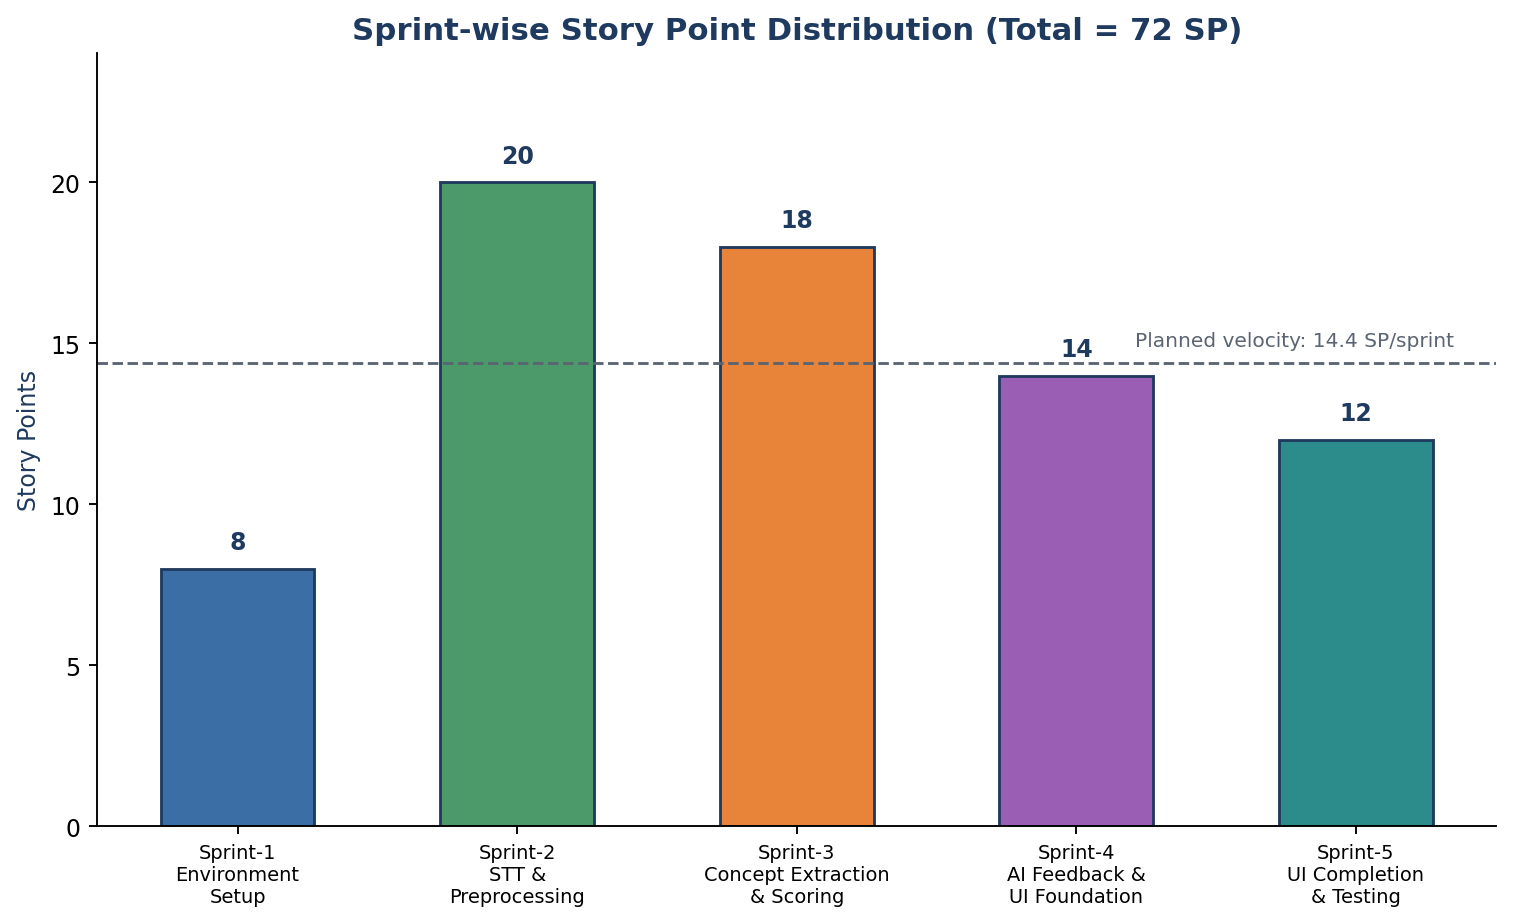 Sprint-wise Story Point Distribution (Total = 72 SP)
Story Points
20
15
10
5
0
8
20
18
14
12
Planned velocity: 14.4 SP/sprint
Sprint-1
Environment
Setup
Sprint-2
STT &
Preprocessing
Sprint-3
Concept Extraction
& Scoring
Sprint-4
AI Feedback &
UI Foundation
Sprint-5
UI Completion
& Testing